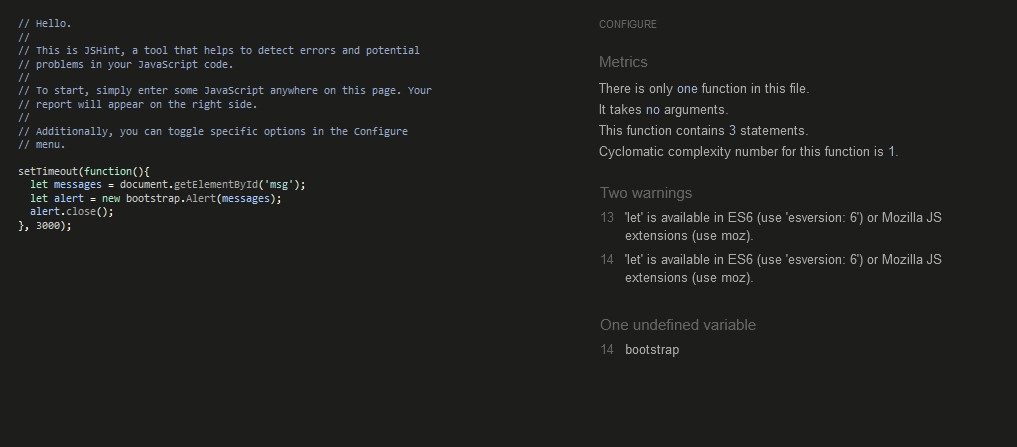 // Hello.
//
// This is JSHint, a tool that helps to detect errors and potential
// problems in your JavaScript code.
//
// To start, simply enter some JavaScript anywhere on this page. Your
// report will appear on the right side.
//
// Additionally, you can toggle specific options in the Configure
// menu.
setTimeout(function(){
  let messages = document.getElementById('msg');
  let alert = new bootstrap.Alert(messages);
  alert.close();
}, 3000);
CONFIGURE
Metrics
There is only one function in this file.
It takes no arguments.
This function contains 3 statements.
Cyclomatic complexity number for this function is 1.
Two warnings
13 'let' is available in ES6 (use 'esversion: 6') or Mozilla JS
extensions (use moz).
14 'let' is available in ES6 (use 'esversion: 6') or Mozilla JS
extensions (use moz).
One undefined variable
14 bootstrap